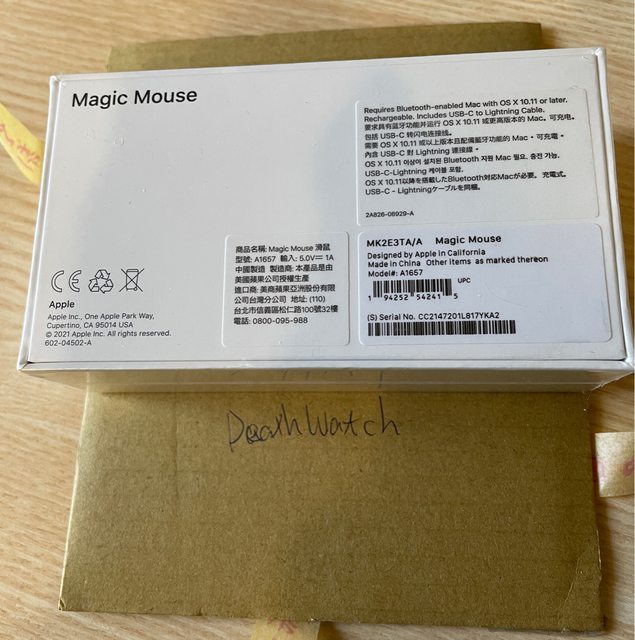 Magic Mouse
Requires Bluetooth-enabled Mac with OS X 10.11 or later.
Rechargeable. Includes USB-C to Lightning Cable.
要求具有蓝牙功能并运行 OS X 10.11 或更高版本的 Mac。可充电。
包括 USB-C 转闪电连接线。
需要 OS X 10.11 或以上版本且配備藍牙功能的 Mac。可充電。
內含 USB-C 對 Lightning 連接線。
OS X 10.11 이상이 설치된 Bluetooth 지원 Mac 필요. 충전 가능.
USB-C-Lightning 케이블 포함.
OS X 10.11以降を搭載したBluetooth対応Macが必要。充電式。
USB-C - Lightningケーブルを同梱。
2A826-08929-A
商品名稱: Magic Mouse 滑鼠
型號: A1657 輸入: 5.0V⎓ 1A
中國製造 製造商: 本產品是由
美國蘋果公司授權生產
進口商: 美商蘋果亞洲股份有限
公司台灣分公司 地址: (110)
台北市信義區松仁路100號32樓
電話: 0800-095-988
MK2E3TA/A Magic Mouse
Designed by Apple in California
Made in China Other items as marked thereon
Model#: A1657
UPC
1 94252 54241 5
(S) Serial No. CC2147201L817YKA2
CE
Apple
Apple Inc., One Apple Park Way,
Cupertino, CA 95014 USA
© 2021 Apple Inc. All rights reserved.
602-04502-A
DeathWatch